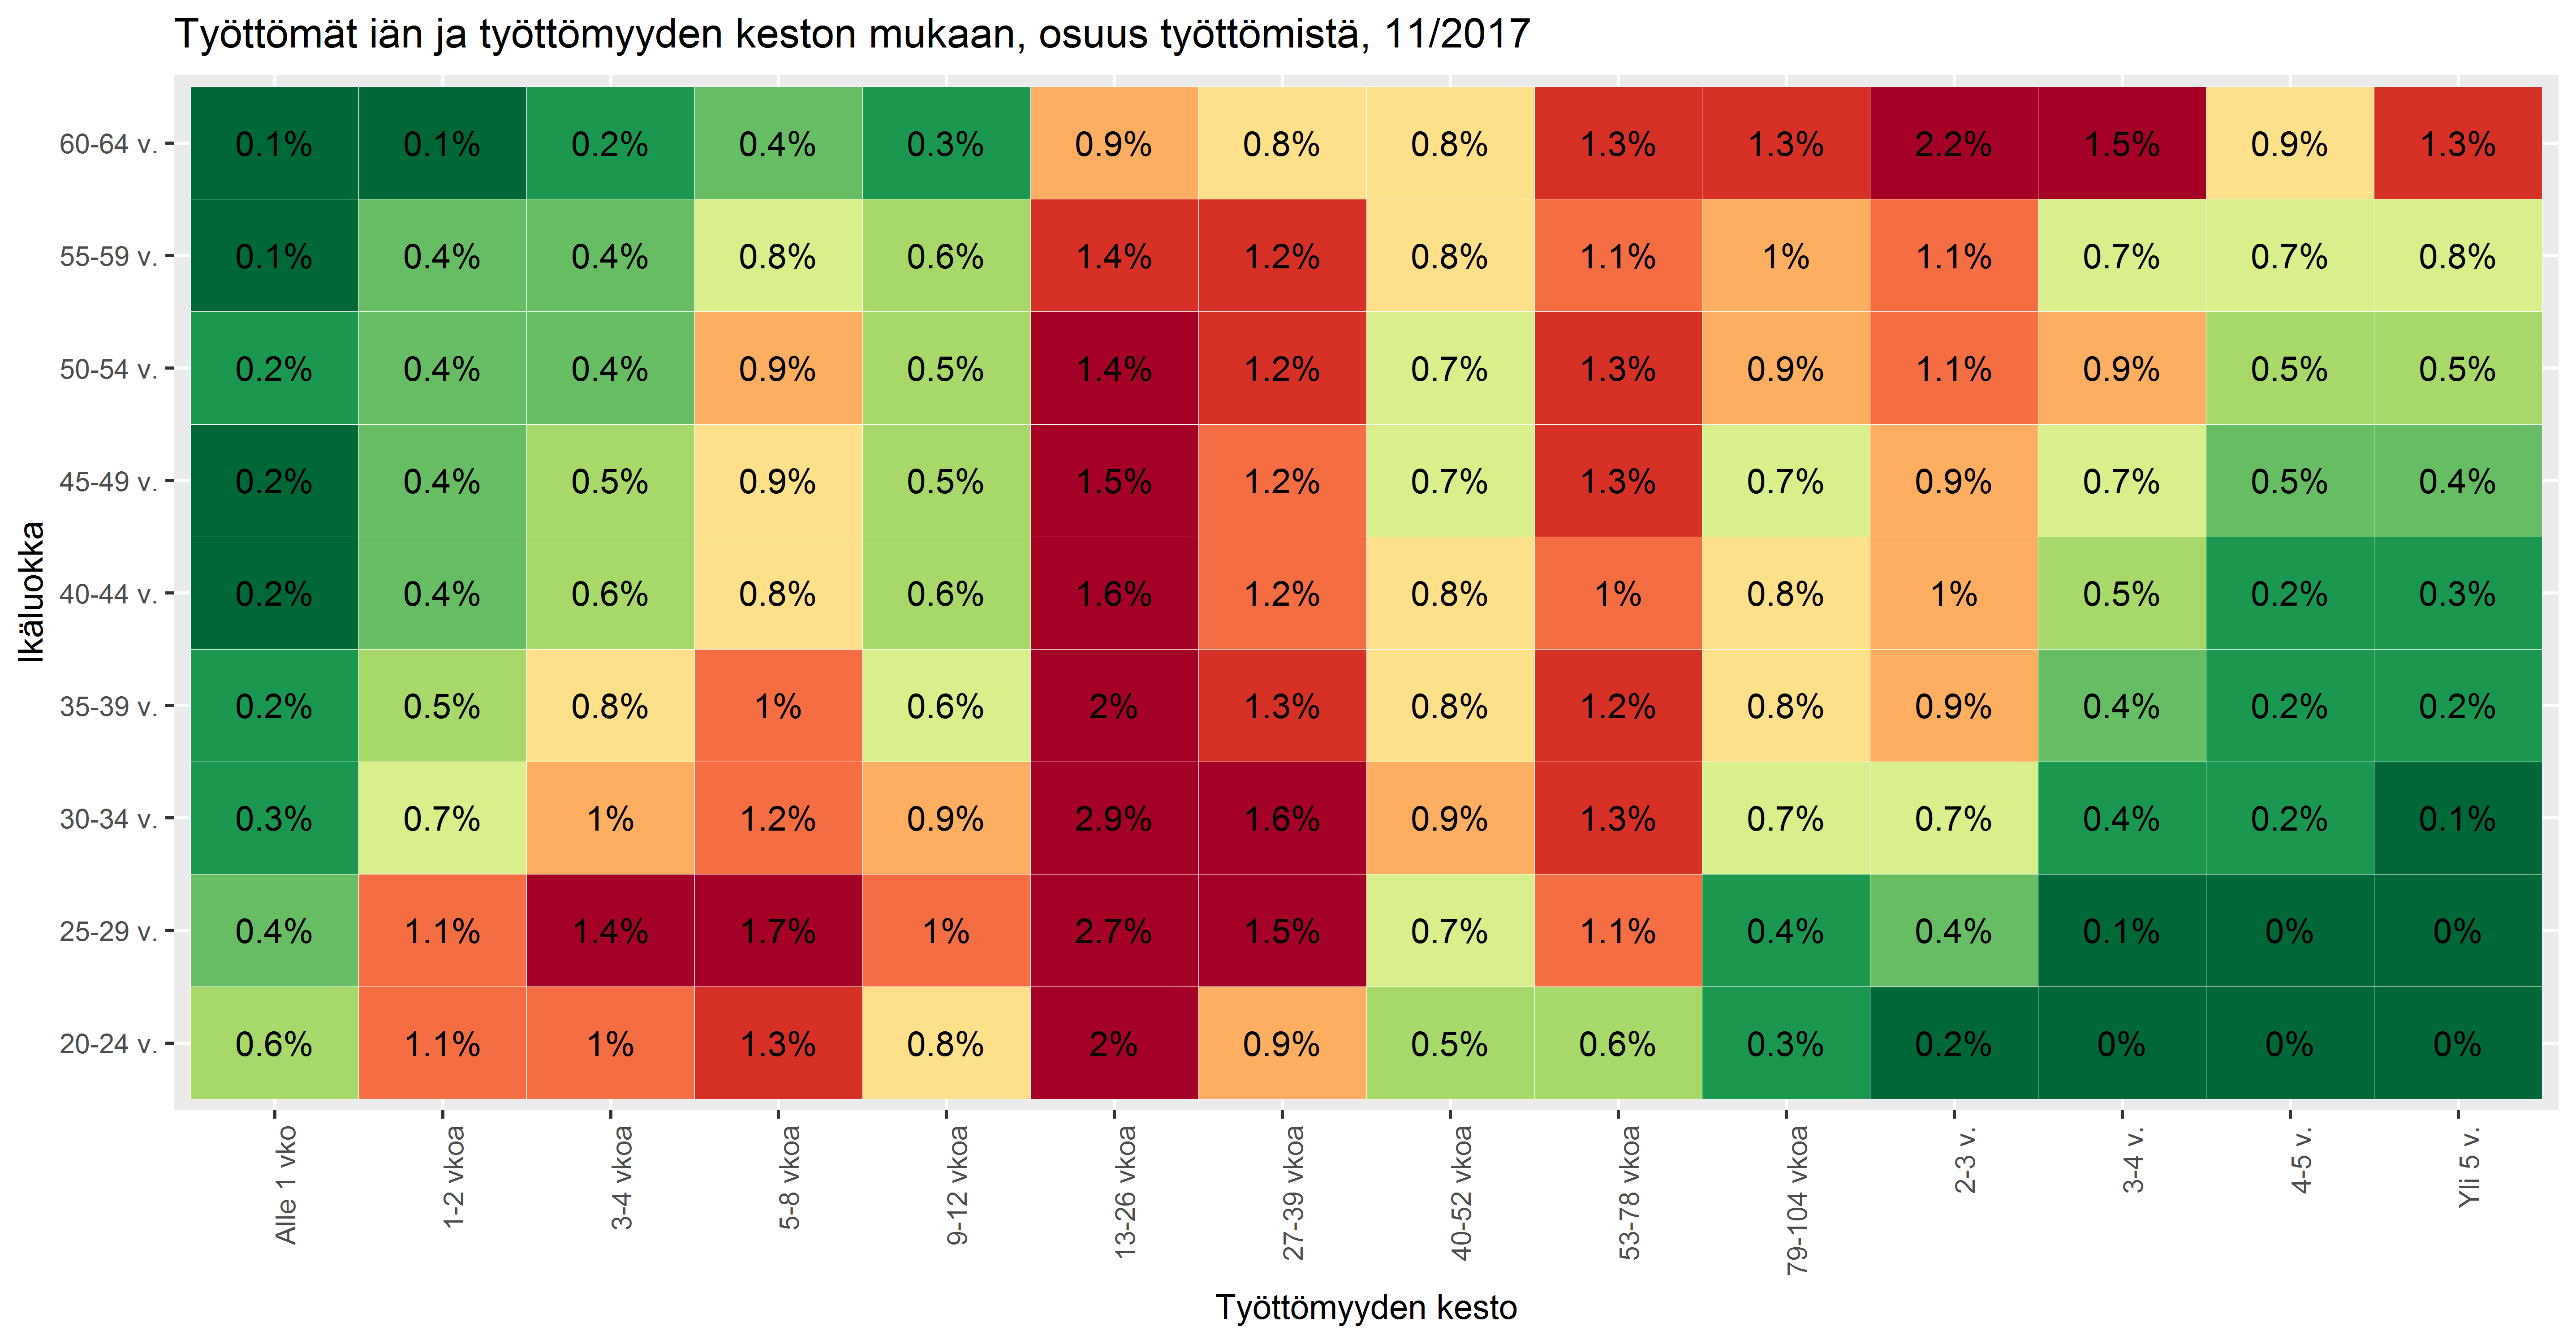 Työttömät iän ja työttömyyden keston mukaan, osuus työttömistä, 11/2017
Ikäluokka
60-64 v. 0.1% 0.1% 0.2% 0.4% 0.3% 0.9% 0.8% 0.8% 1.3% 1.3% 2.2% 1.5% 0.9% 1.3%
55-59 v. 0.1% 0.4% 0.4% 0.8% 0.6% 1.4% 1.2% 0.8% 1.1% 1% 1.1% 0.7% 0.7% 0.8%
50-54 v. 0.2% 0.4% 0.4% 0.9% 0.5% 1.4% 1.2% 0.7% 1.3% 0.9% 1.1% 0.9% 0.5% 0.5%
45-49 v. 0.2% 0.4% 0.5% 0.9% 0.5% 1.5% 1.2% 0.7% 1.3% 0.7% 0.9% 0.7% 0.5% 0.4%
40-44 v. 0.2% 0.4% 0.6% 0.8% 0.6% 1.6% 1.2% 0.8% 1% 0.8% 1% 0.5% 0.2% 0.3%
35-39 v. 0.2% 0.5% 0.8% 1% 0.6% 2% 1.3% 0.8% 1.2% 0.8% 0.9% 0.4% 0.2% 0.2%
30-34 v. 0.3% 0.7% 1% 1.2% 0.9% 2.9% 1.6% 0.9% 1.3% 0.7% 0.7% 0.4% 0.2% 0.1%
25-29 v. 0.4% 1.1% 1.4% 1.7% 1% 2.7% 1.5% 0.7% 1.1% 0.4% 0.4% 0.1% 0% 0%
20-24 v. 0.6% 1.1% 1% 1.3% 0.8% 2% 0.9% 0.5% 0.6% 0.3% 0.2% 0% 0% 0%
Alle 1 vko 1-2 vkoa 3-4 vkoa 5-8 vkoa 9-12 vkoa 13-26 vkoa 27-39 vkoa 40-52 vkoa 53-78 vkoa 79-104 vkoa 2-3 v. 3-4 v. 4-5 v. Yli 5 v.
Työttömyyden kesto